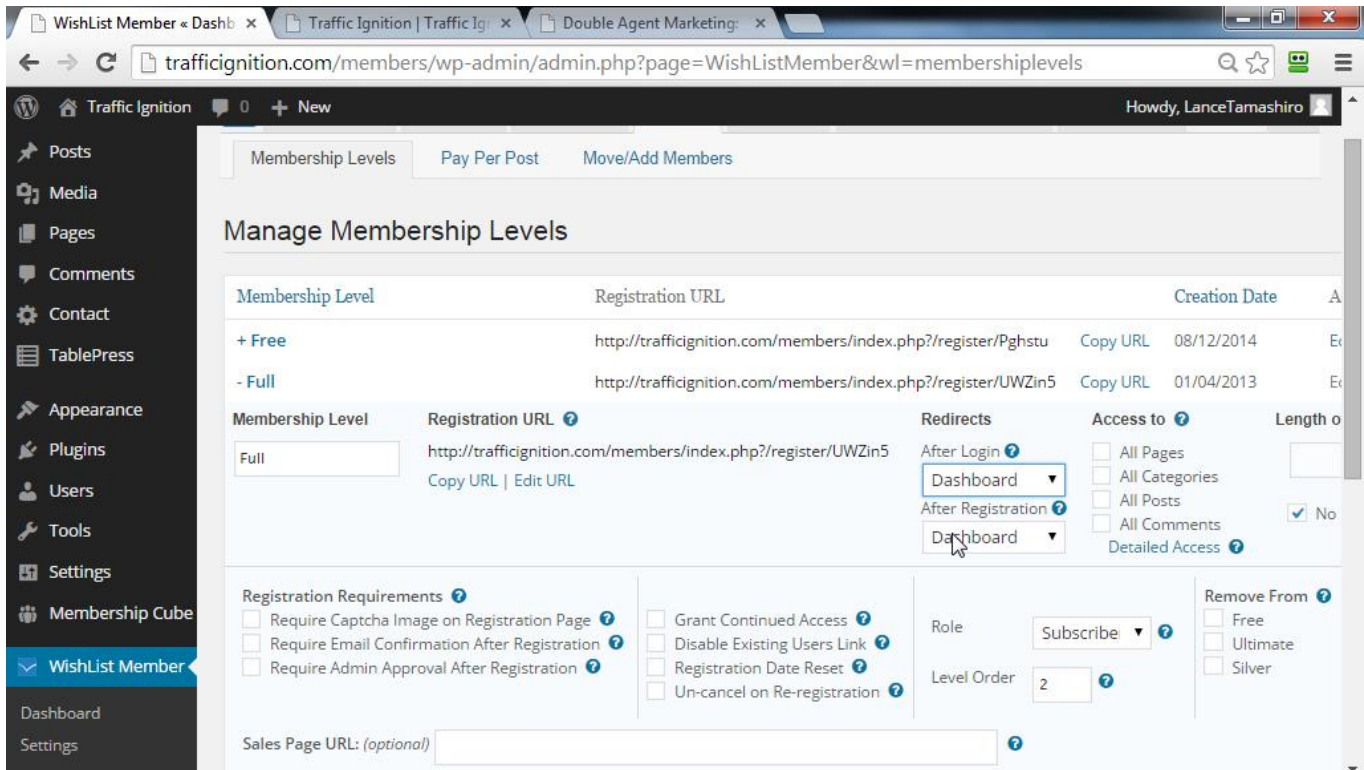 WishList Member « Dashb
Traffic Ignition | Traffic Ig
Double Agent Marketing:
trafficignition.com/members/wp-admin/admin.php?page=WishListMember&wl=membershiplevels
Traffic Ignition 0 + New Howdy, LanceTamashiro
Posts
Media
Pages
Comments
Contact
TablePress
Appearance
Plugins
Users
Tools
Settings
Membership Cube
WishList Member
Dashboard
Settings
Membership Levels Pay Per Post Move/Add Members
Manage Membership Levels
Membership Level Registration URL Creation Date A
+ Free http://trafficignition.com/members/index.php?/register/Pghstu Copy URL 08/12/2014
- Full http://trafficignition.com/members/index.php?/register/UWZin5 Copy URL 01/04/2013
Membership Level
Full
Registration URL
http://trafficignition.com/members/index.php?/register/UWZin5
Copy URL | Edit URL
Redirects
After Login
Dashboard
After Registration
Dashboard
Access to
All Pages
All Categories
All Posts
All Comments
Detailed Access
Length o
No
Registration Requirements
Require Captcha Image on Registration Page
Require Email Confirmation After Registration
Require Admin Approval After Registration
Grant Continued Access
Disable Existing Users Link
Registration Date Reset
Un-cancel on Re-registration
Role Subscribe
Level Order 2
Remove From
Free
Ultimate
Silver
Sales Page URL: (optional)